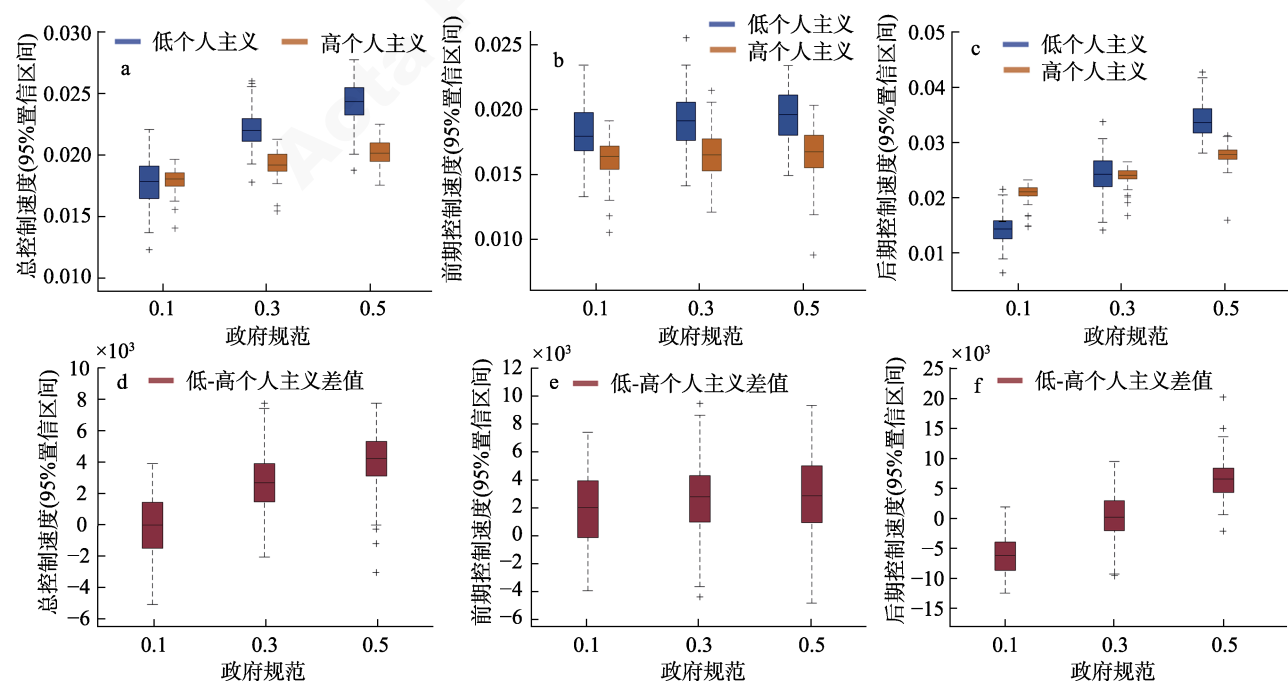 总控制速度(95%置信区间)
0.030
0.025
0.020
0.015
0.010
a
低个人主义
高个人主义
0.1
0.3
0.5
政府规范
前期控制速度(95%置信区间)
0.025
0.020
0.015
0.010
b
低个人主义
高个人主义
0.1
0.3
0.5
政府规范
后期控制速度(95%置信区间)
0.05
0.04
0.03
0.02
0.01
c
低个人主义
高个人主义
0.1
0.3
0.5
政府规范
总控制速度(95%置信区间)
×10³
10
8
6
4
2
0
−2
−4
−6
d
低-高个人主义差值
0.1
0.3
0.5
政府规范
前期控制速度(95%置信区间)
×10³
12
10
8
6
4
2
0
−2
−4
−6
e
低-高个人主义差值
0.1
0.3
0.5
政府规范
后期控制速度(95%置信区间)
×10³
25
20
15
10
5
0
−5
−10
−15
f
低-高个人主义差值
0.1
0.3
0.5
政府规范